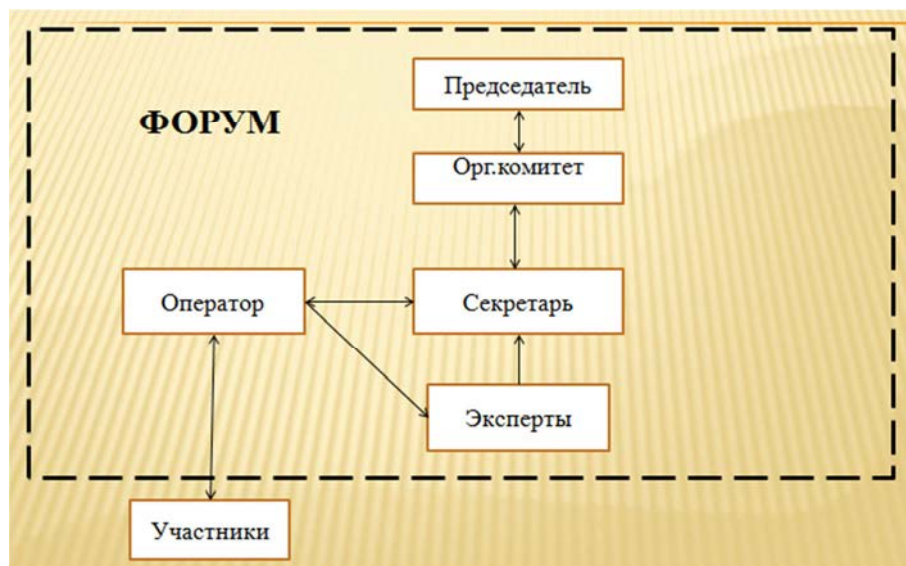 Председатель
ФОРУМ
Орг.комитет
Оператор
Секретарь
Эксперты
Участники